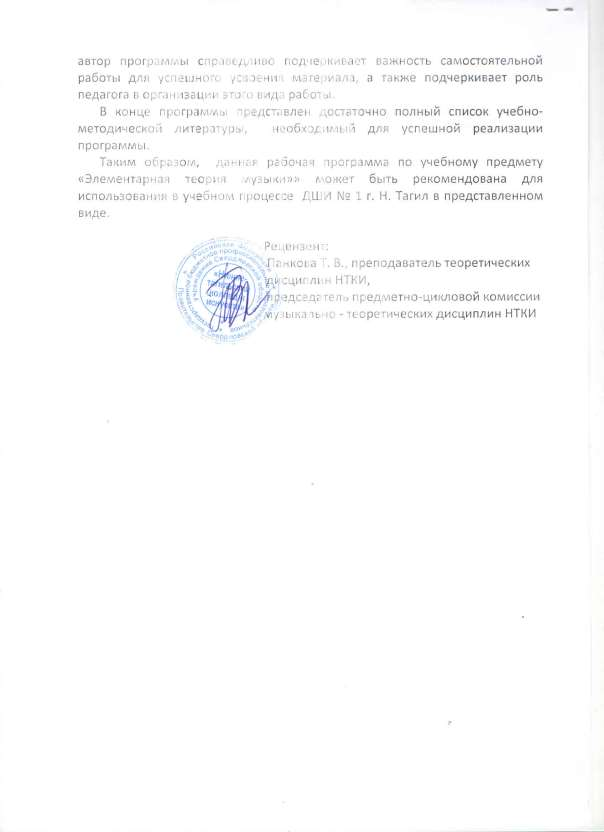 автор программы справедливо подчеркивает важность самостоятельной
работы для успешного усвоения материала, а также подчеркивает роль
педагога в организации этого вида работы.
В конце программы представлен достаточно полный список учебно-
методической литературы, необходимый для успешной реализации
программы.
Таким образом, данная рабочая программа по учебному предмету
«Элементарная теория музыки»» может быть рекомендована для
использования в учебном процессе ДШИ № 1 г. Н. Тагил в представленном
виде.
Рецензент:
Панкова Т. В., преподаватель теоретических
дисциплин НТКИ,
председатель предметно-цикловой комиссии
музыкально - теоретических дисциплин НТКИ